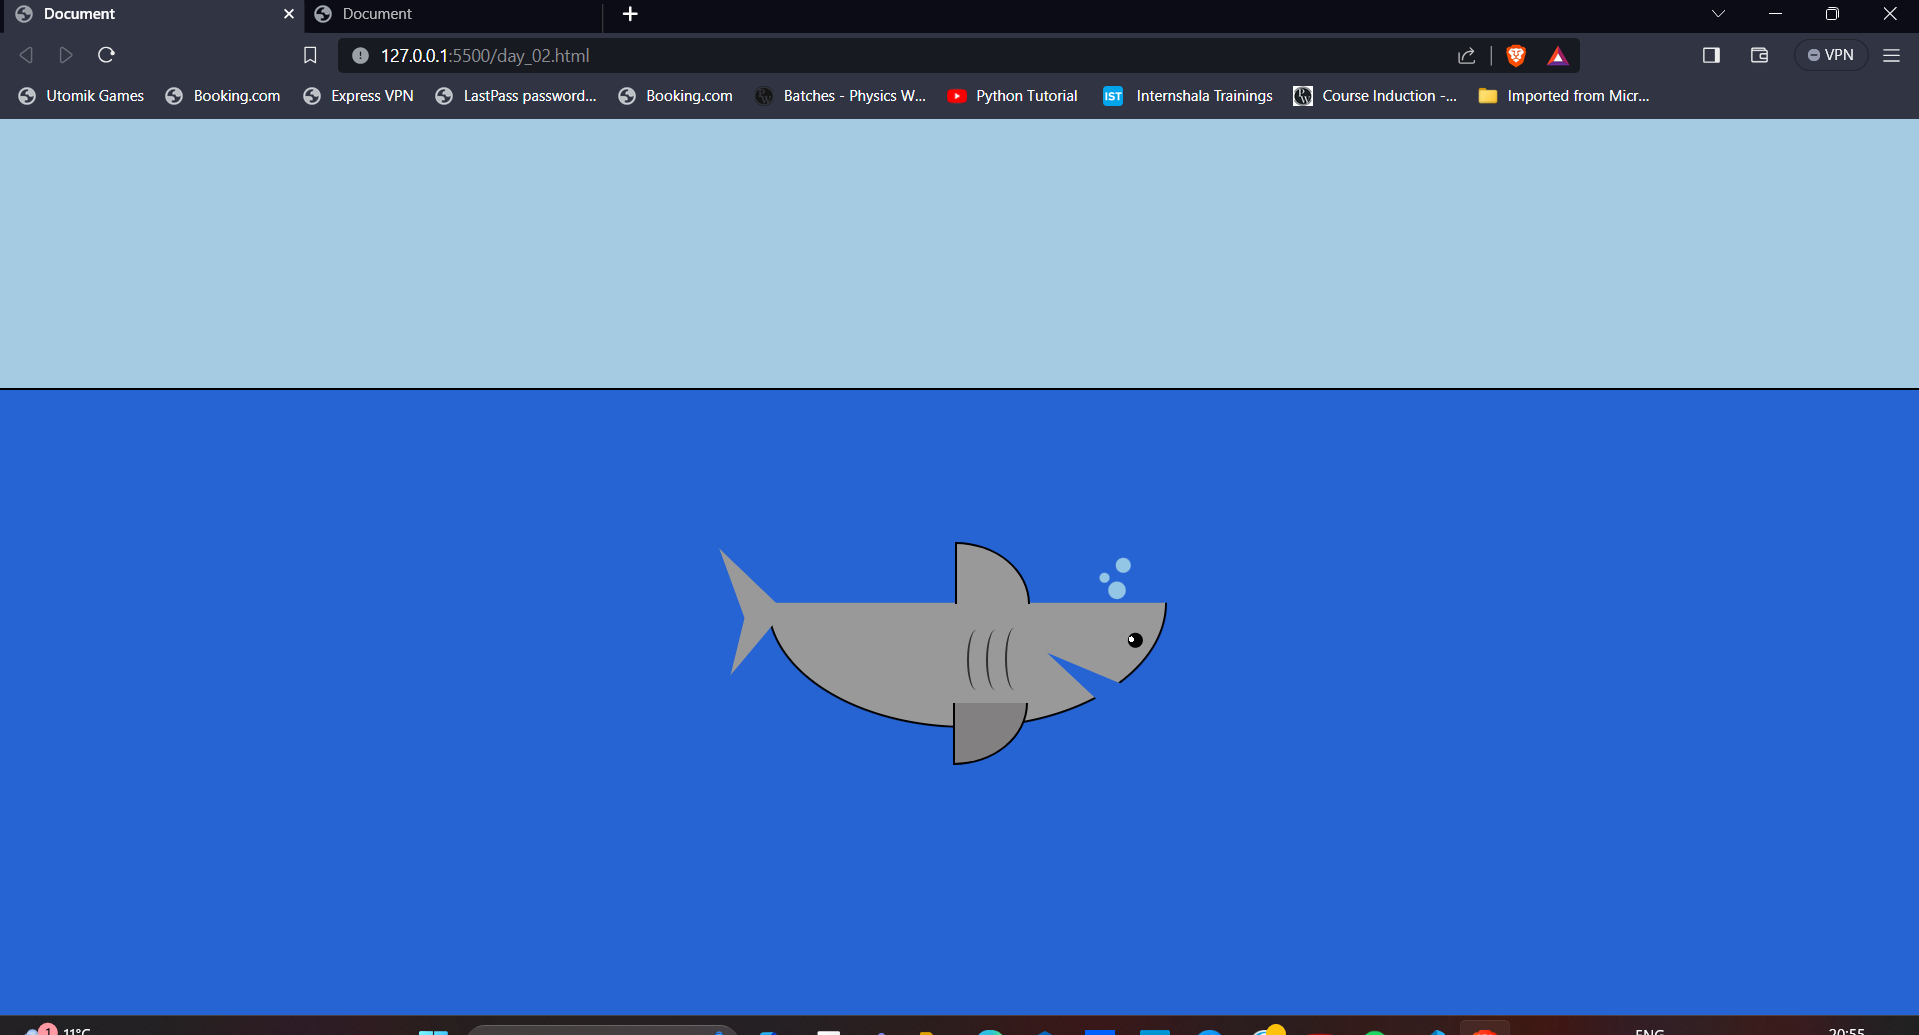 Document
Document
127.0.0.1:5500/day_02.html
VPN
Utomik Games
Booking.com
Express VPN
LastPass password...
Booking.com
Batches - Physics W...
Python Tutorial
IST
Internshala Trainings
Course Induction -...
Imported from Micr...
1
11°C
ENG
20:55